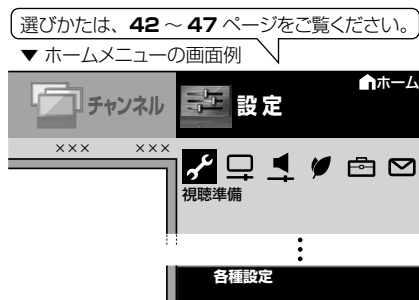 選びかたは、42～47 ページをご覧ください。
▼ ホームメニューの画面例
ホーム
チャンネル
設定
×××
×××
視聴準備
各種設定